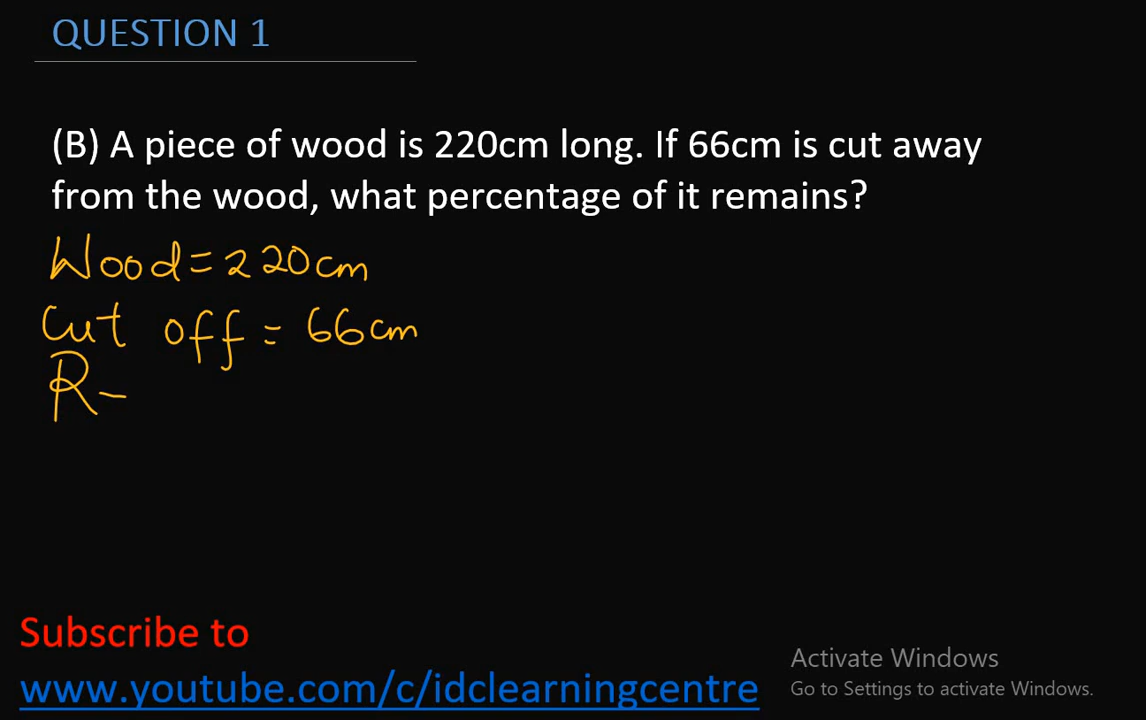 QUESTION 1
(B) A piece of wood is 220cm long. If 66cm is cut away
from the wood, what percentage of it remains?
Wood = 220cm
Cut off = 66cm
R-
Subscribe to
www.youtube.com/c/idclearningcentre
Activate Windows
Go to Settings to activate Windows.